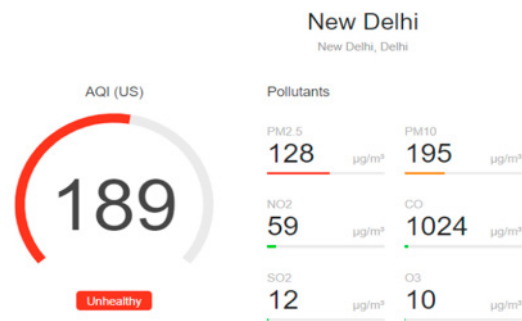 New Delhi
New Delhi, Delhi
AQI (US)
189
Unhealthy
Pollutants
PM2.5
128 µg/m³
PM10
195 µg/m³
NO2
59 µg/m³
CO
1024 µg/m³
SO2
12 µg/m³
O3
10 µg/m³